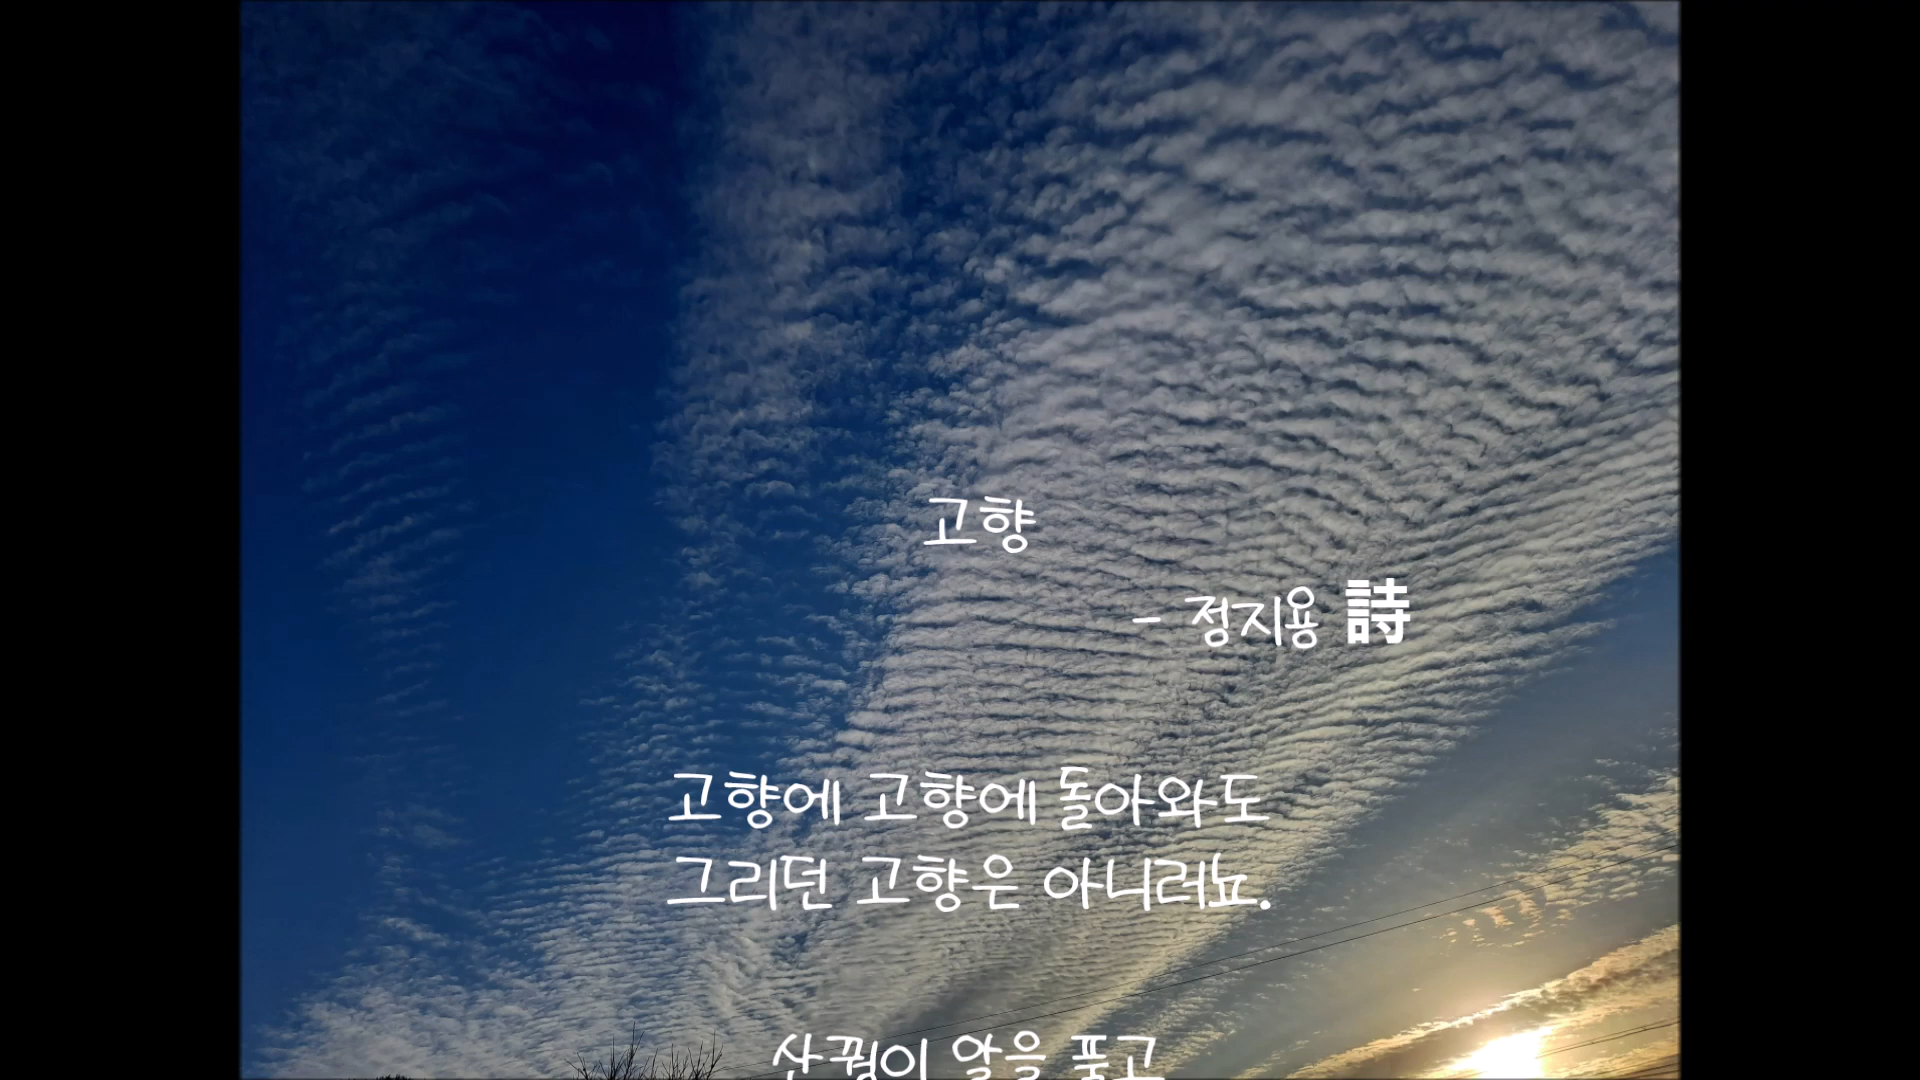 고향
- 정지용 詩
고향에 고향에 돌아와도
그리던 고향은 아니러뇨.
산꿩이 알을 품고